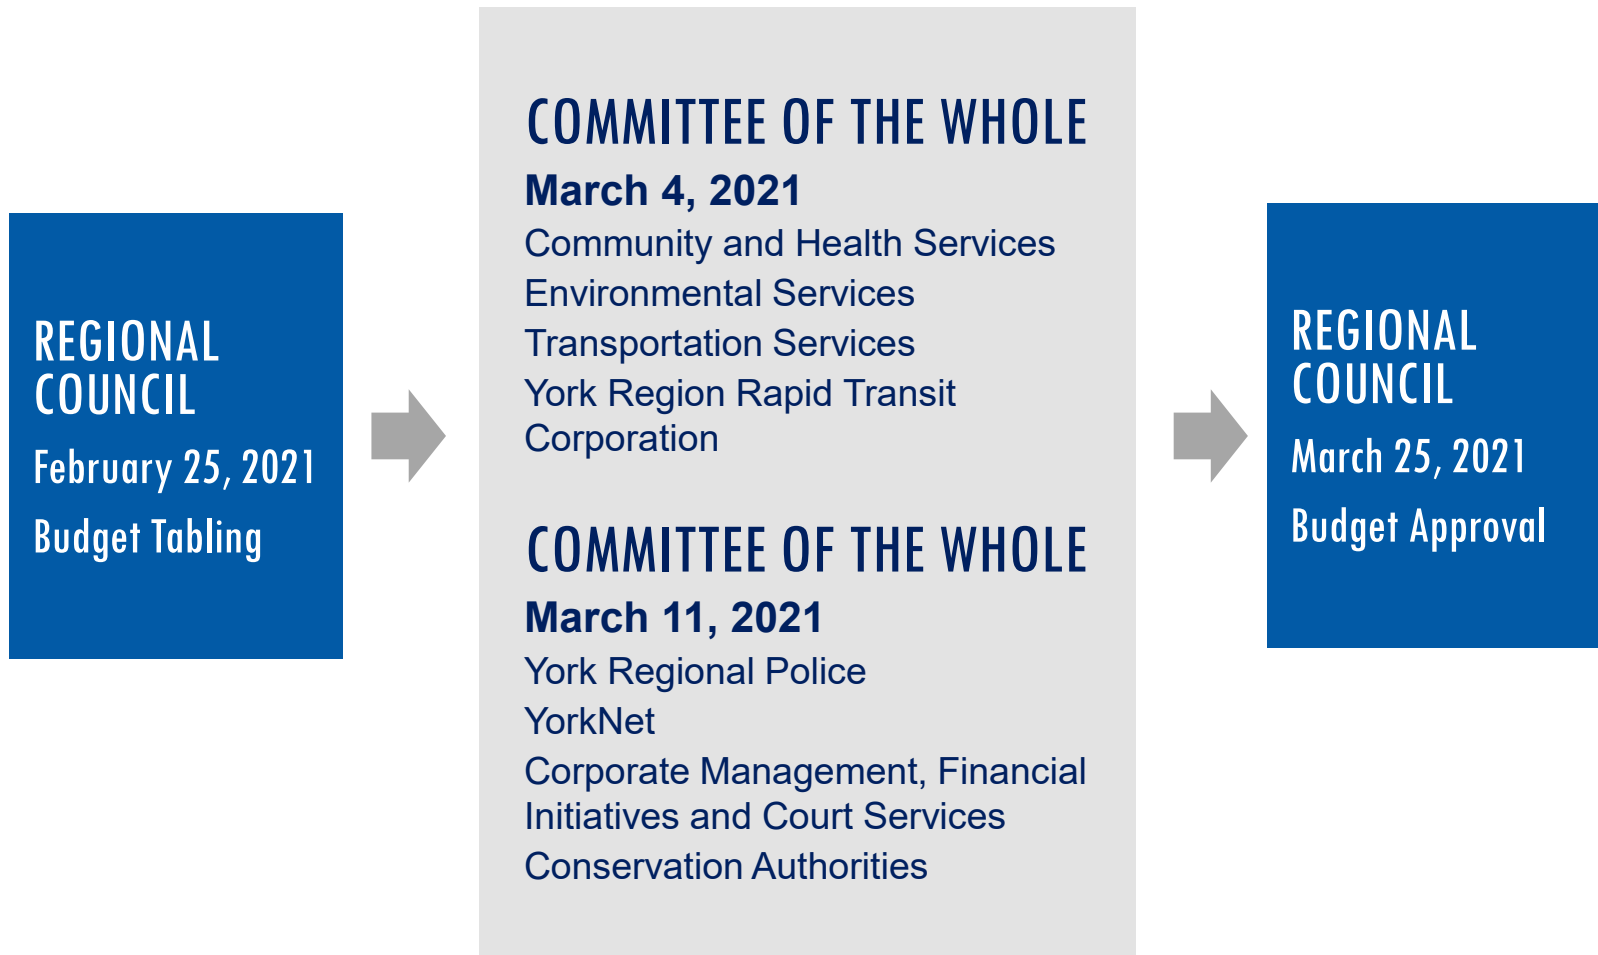 REGIONAL
COUNCIL
February 25, 2021
Budget Tabling
COMMITTEE OF THE WHOLE
March 4, 2021
Community and Health Services
Environmental Services
Transportation Services
York Region Rapid Transit
Corporation
COMMITTEE OF THE WHOLE
March 11, 2021
York Regional Police
YorkNet
Corporate Management, Financial
Initiatives and Court Services
Conservation Authorities
REGIONAL
COUNCIL
March 25, 2021
Budget Approval